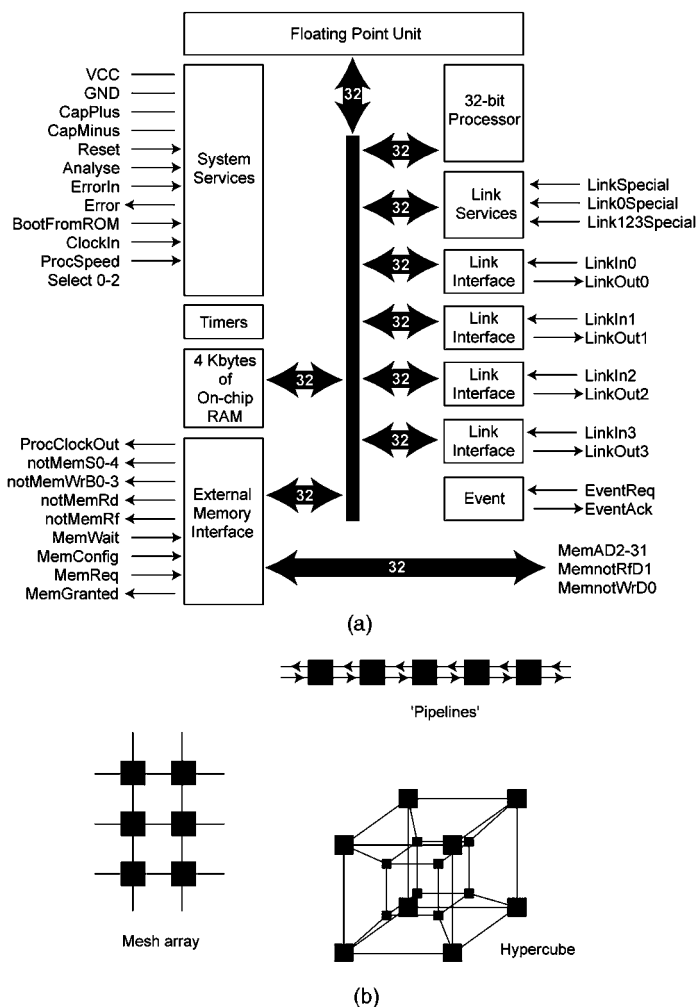 Floating Point Unit
VCC
GND
CapPlus
CapMinus
Reset
Analyse
ErrorIn
Error
BootFromROM
ClockIn
ProcSpeed
Select 0-2
System
Services
32
32-bit
Processor
32
Link
Services
32
LinkSpecial
Link0Special
Link123Special
Link
Interface
32
LinkIn0
LinkOut0
Timers
Link
Interface
32
LinkIn1
LinkOut1
4 Kbytes
of
On-chip
RAM
32
Link
Interface
32
LinkIn2
LinkOut2
Link
Interface
32
LinkIn3
LinkOut3
ProcClockOut
notMemS0-4
notMemWrB0-3
notMemRd
notMemRf
MemWait
MemConfig
MemReq
MemGranted
External
Memory
Interface
32
Event
EventReq
EventAck
32
MemAD2-31
MemnotRfD1
MemnotWrD0
(a)
'Pipelines'
Mesh array
Hypercube
(b)